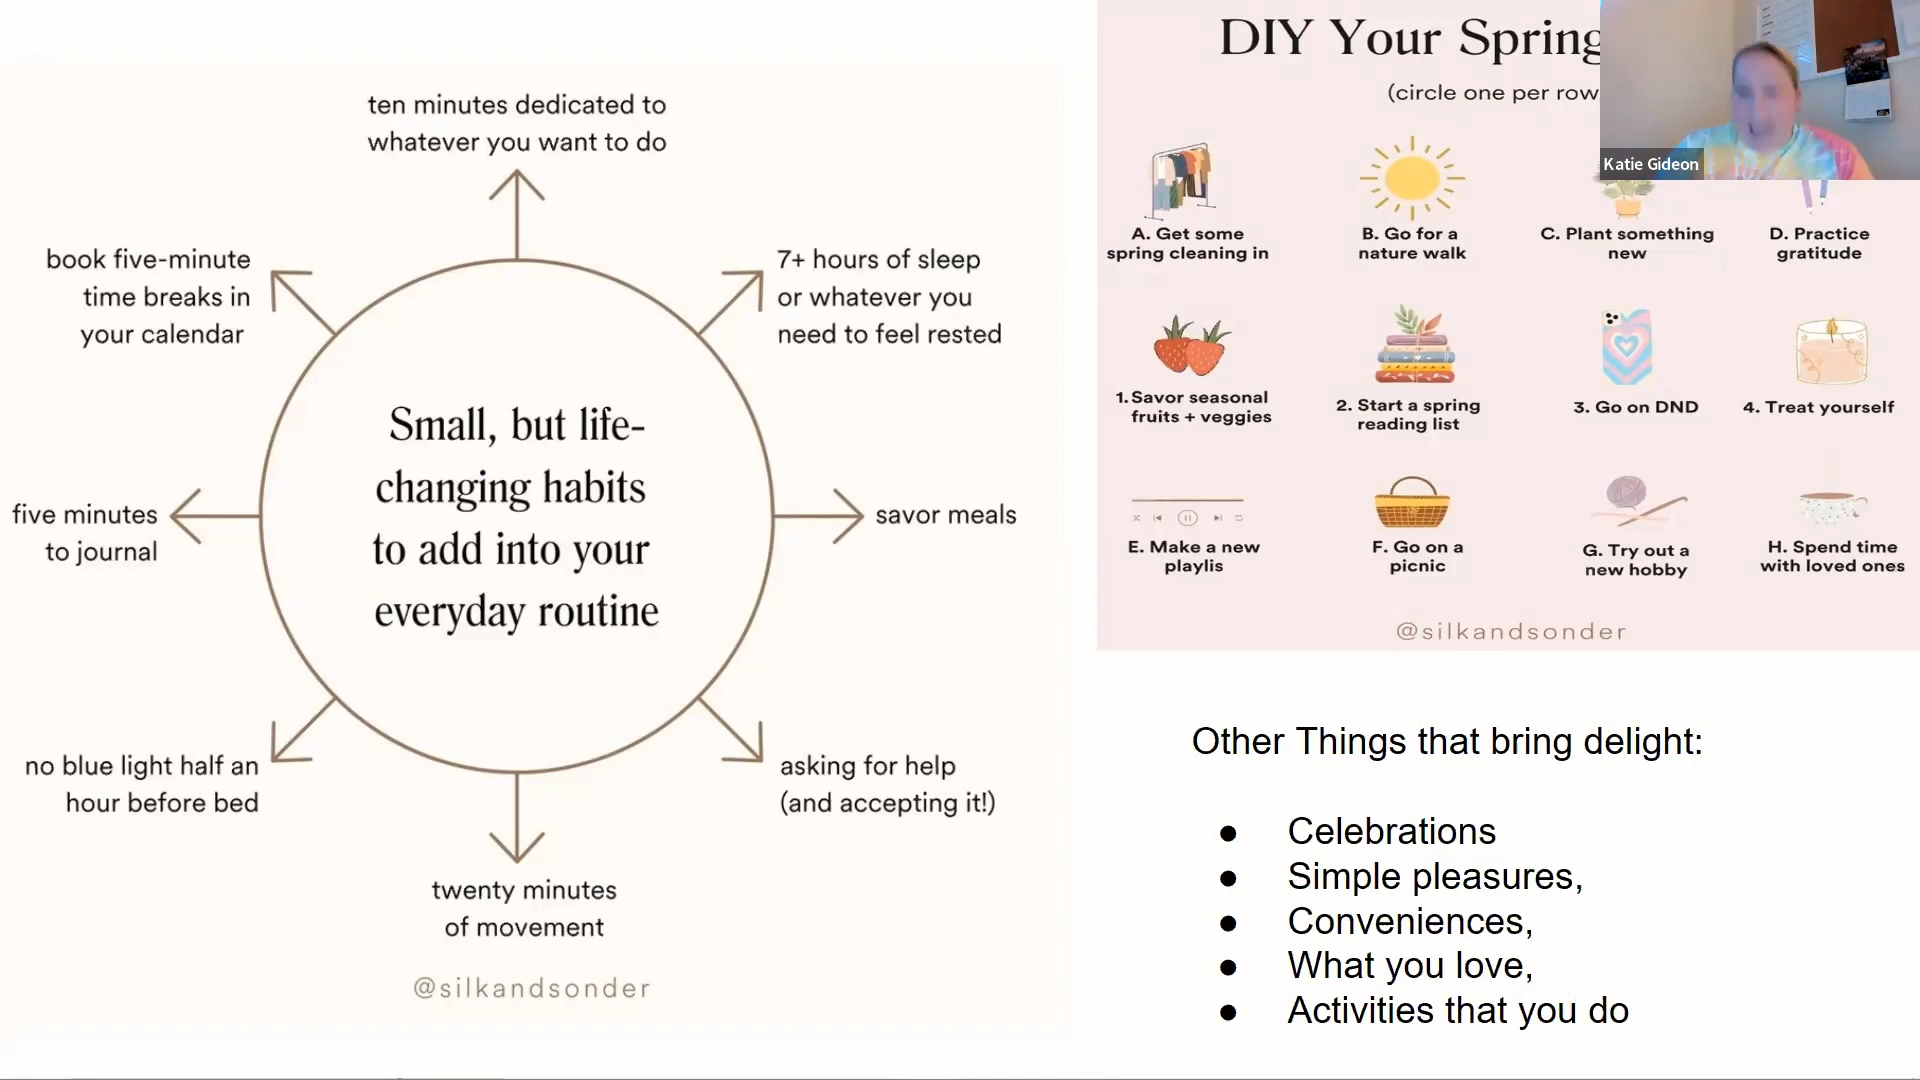 ten minutes dedicated to
whatever you want to do
book five-minute
time breaks in
your calendar
7+ hours of sleep
or whatever you
need to feel rested
Small, but life-
changing habits
to add into your
everyday routine
five minutes
to journal
savor meals
no blue light half an
hour before bed
asking for help
(and accepting it!)
twenty minutes
of movement
@silkandsonder
DIY Your Spring
(circle one per row
Katie Gideon
A. Get some
spring cleaning in
B. Go for a
nature walk
C. Plant something
new
D. Practice
gratitude
1. Savor seasonal
fruits + veggies
2. Start a spring
reading list
3. Go on DND
4. Treat yourself
E. Make a new
playlis
F. Go on a
picnic
G. Try out a
new hobby
H. Spend time
with loved ones
@silkandsonder
Other Things that bring delight:
● Celebrations
● Simple pleasures,
● Conveniences,
● What you love,
● Activities that you do